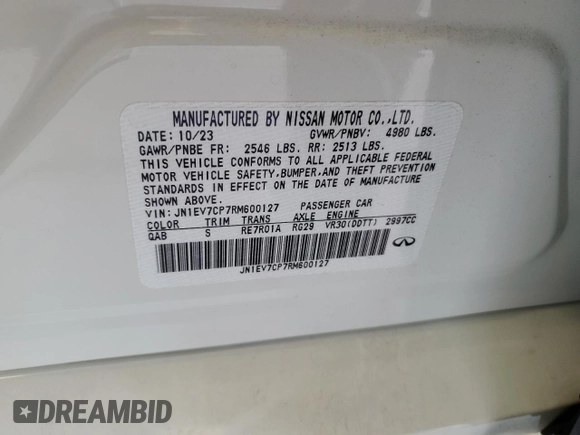 MANUFACTURED BY NISSAN MOTOR CO.,LTD.
DATE: 10/23 GVWR/PNBV: 4980 LBS.
GAWR/PNBE FR: 2546 LBS. RR: 2513 LBS.
THIS VEHICLE CONFORMS TO ALL APPLICABLE FEDERAL
MOTOR VEHICLE SAFETY,BUMPER,AND THEFT PREVENTION
STANDARDS IN EFFECT ON THE DATE OF MANUFACTURE
SHOWN ABOVE.
VIN: JN1EV7CP7RM600127 PASSENGER CAR
COLOR TRIM TRANS AXLE ENGINE
QAB S RE7R01A RG29 VR30(DDTT) 2997CC
JN1EV7CP7RM600127
DREAMBID